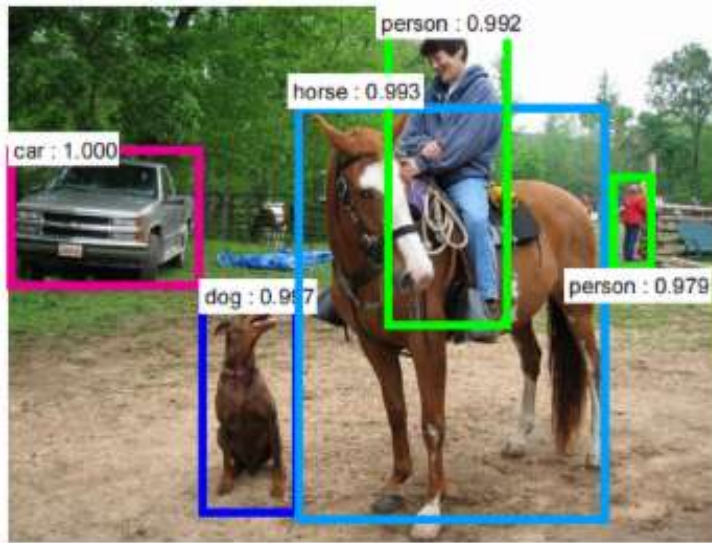 person : 0.992
horse : 0.993
car : 1.000
dog : 0.997
person : 0.979